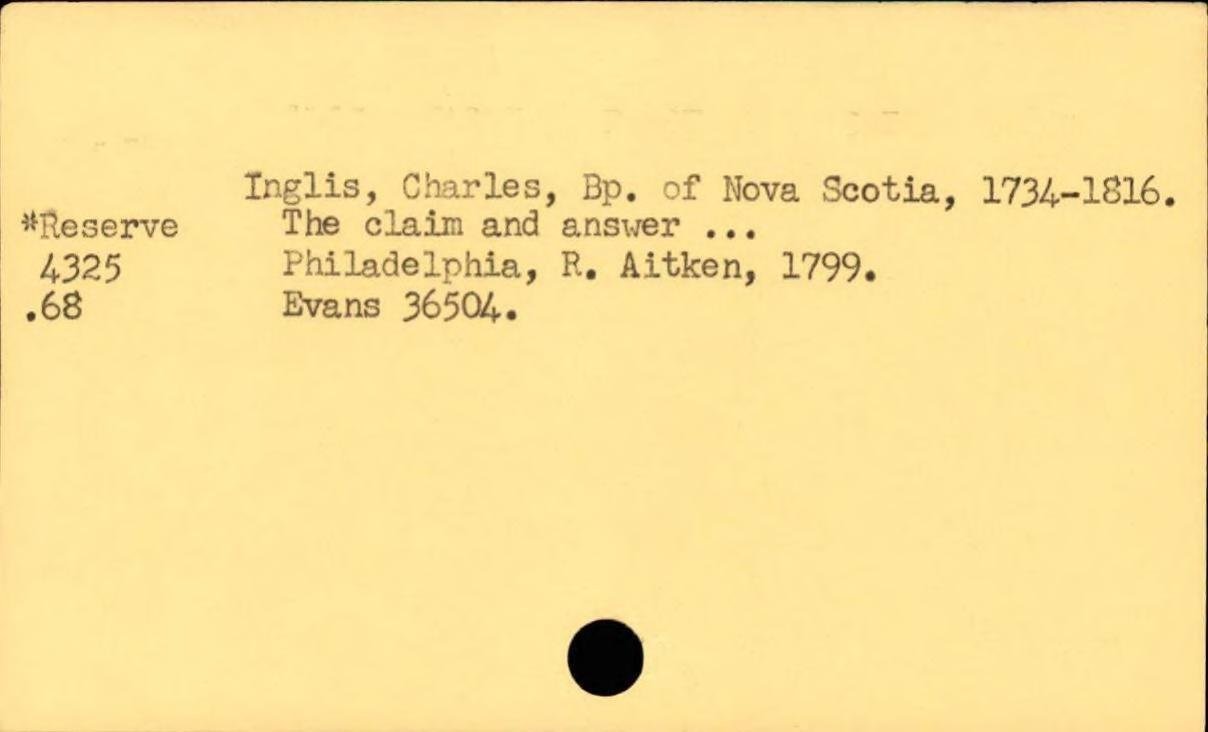 Inglis, Charles, Bp. of Nova Scotia, 1734-1816.
*Reserve The claim and answer ...
4325 Philadelphia, R. Aitken, 1799.
.68 Evans 36504.